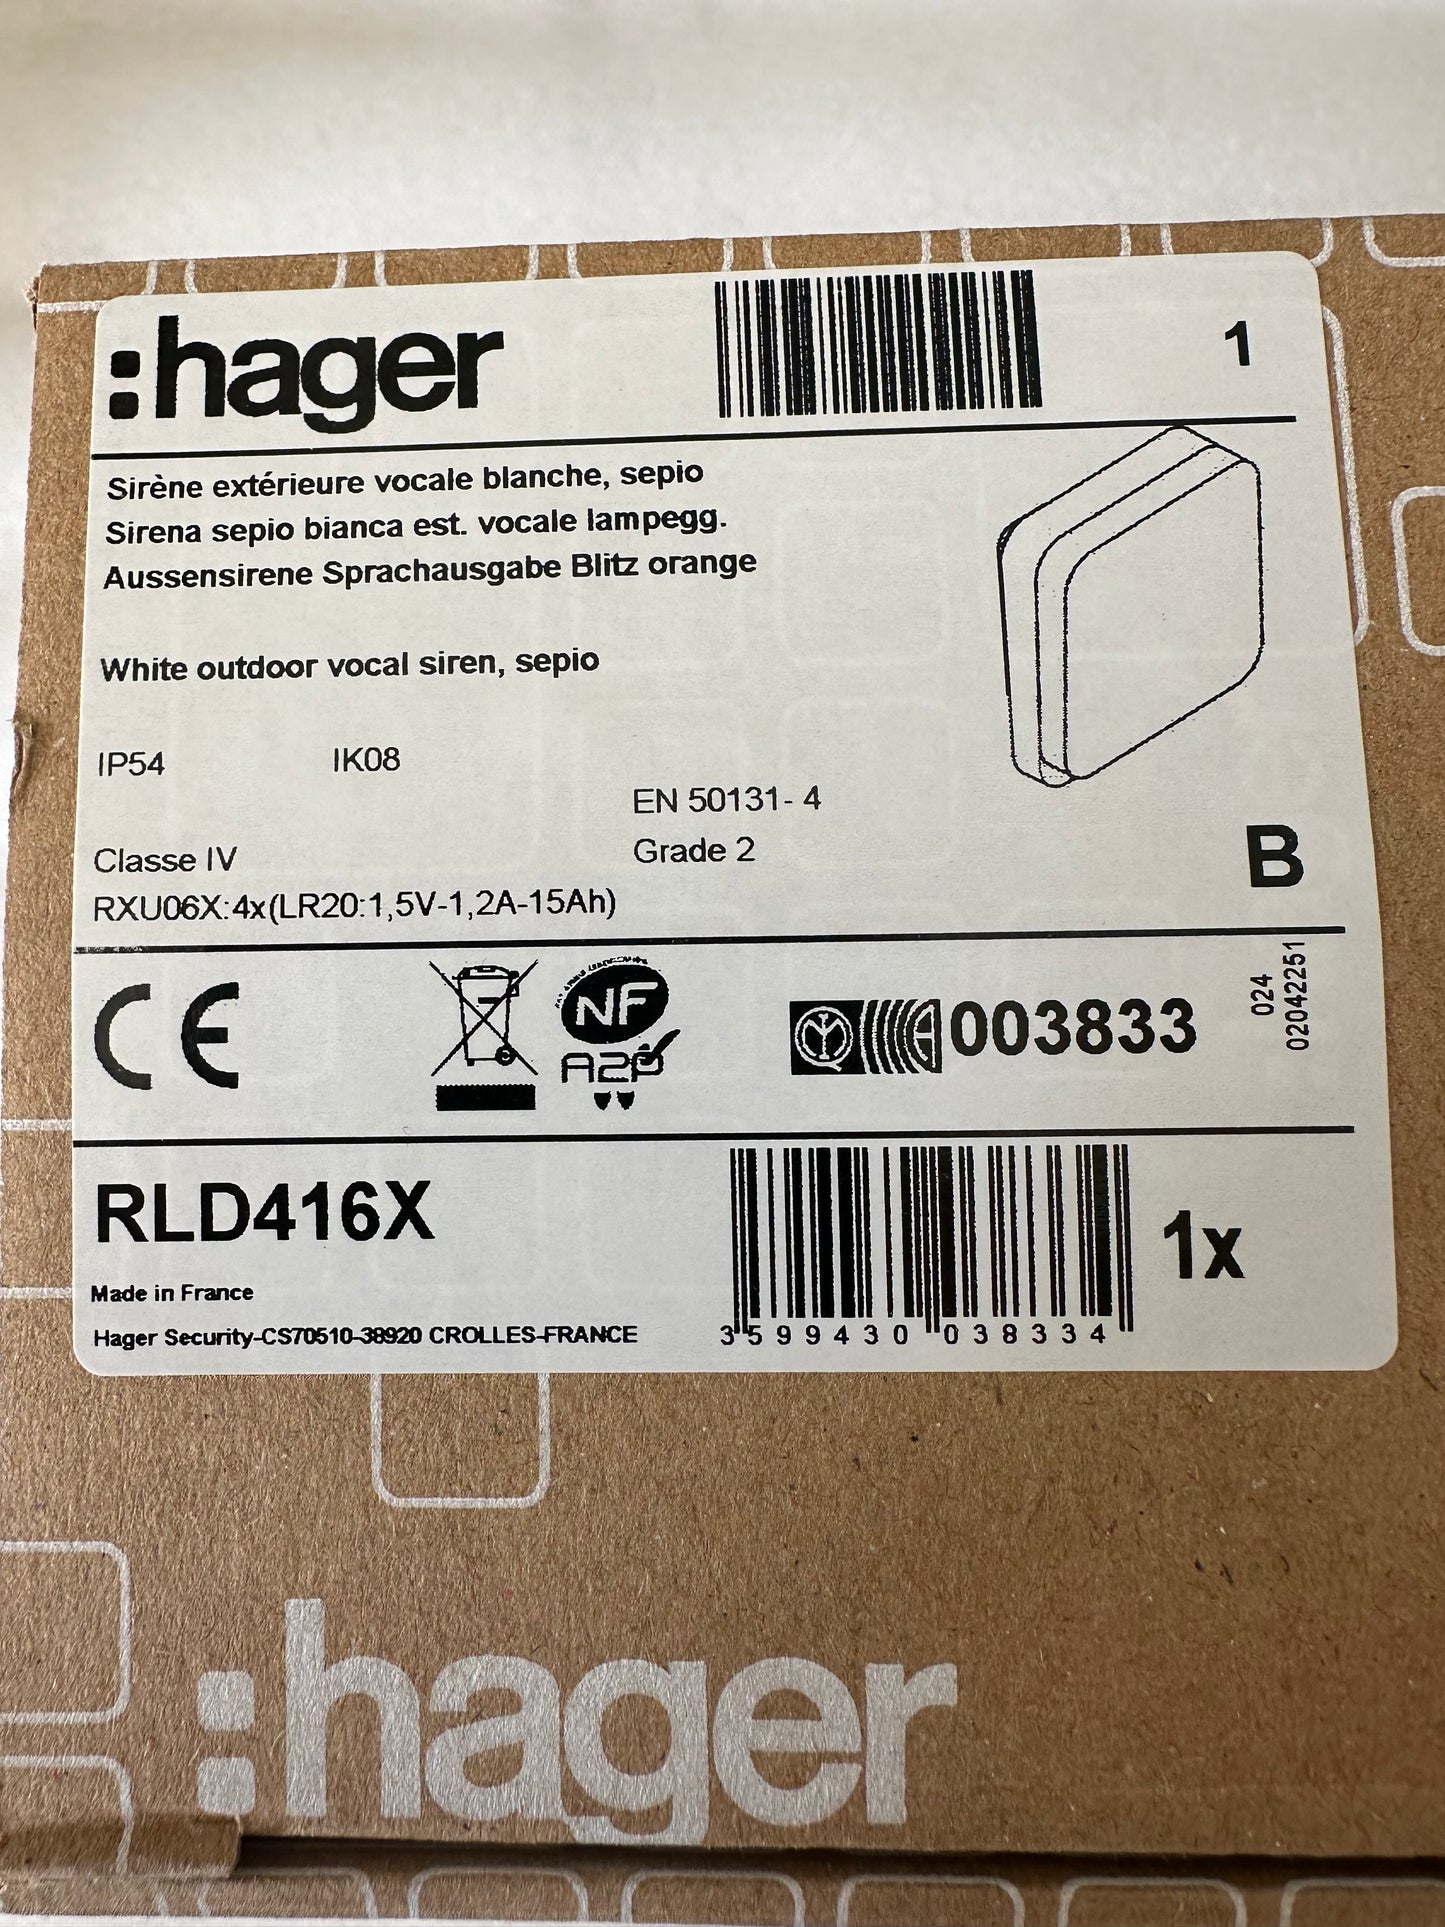 :hager
1
Sirène extérieure vocale blanche, sepio
Sirena sepio bianca est. vocale lampegg.
Aussensirene Sprachausgabe Blitz orange
White outdoor vocal siren, sepio
IP54 IK08
EN 50131- 4
Classe IV
Grade 2
B
RXU06X:4x(LR20:1,5V-1,2A-15Ah)
CE
NF
A2P
003833
024
02042251
RLD416X
1x
Made in France
Hager Security-CS70510-38920 CROLLES-FRANCE
3599430 038334
:hager